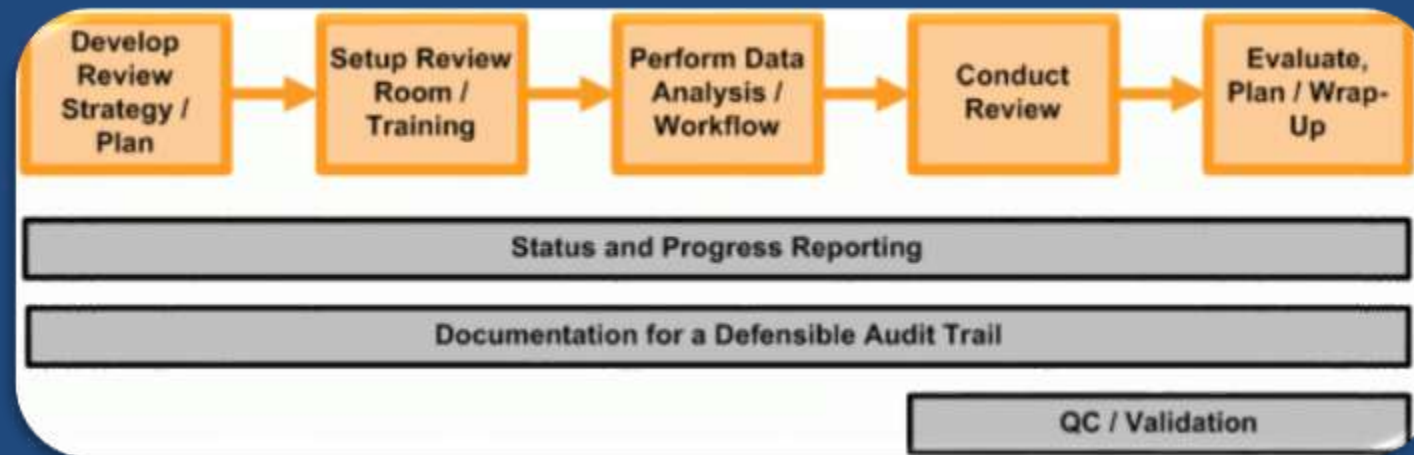 Develop
Review
Strategy /
Plan
Setup Review
Room /
Training
Perform Data
Analysis /
Workflow
Conduct
Review
Evaluate,
Plan / Wrap-
Up
Status and Progress Reporting
Documentation for a Defensible Audit Trail
QC / Validation